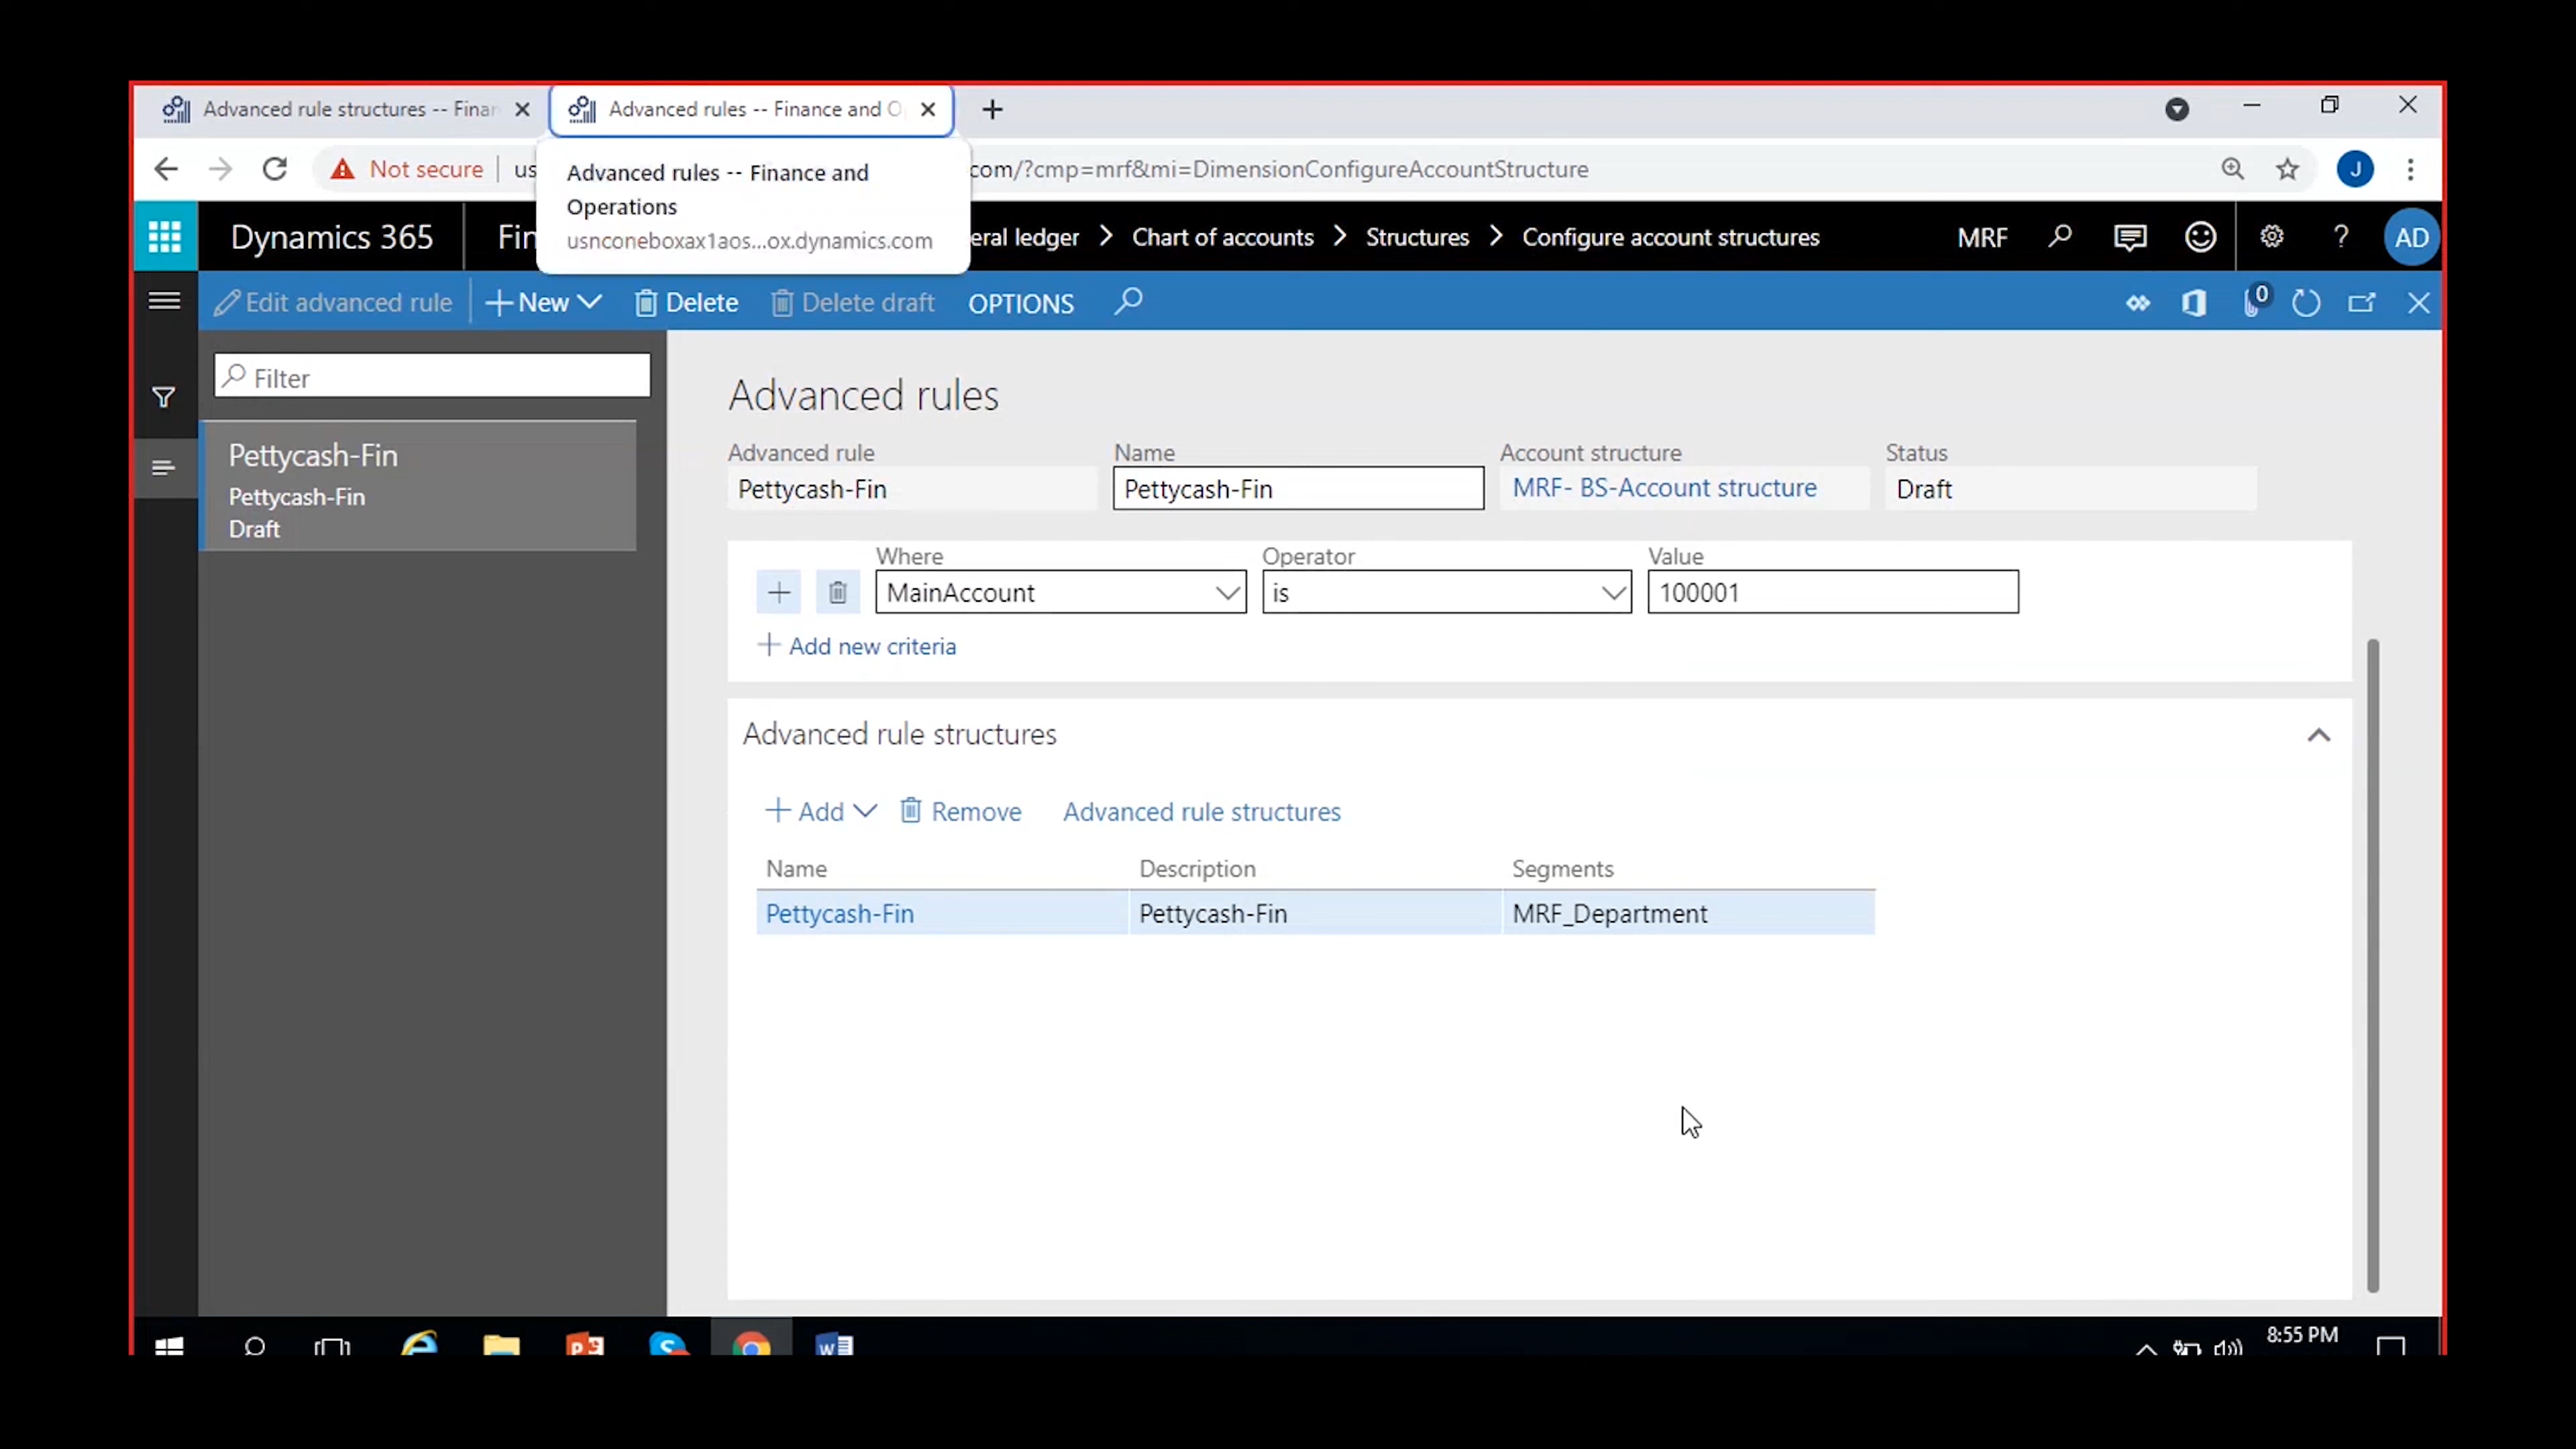 Advanced rule structures -- Finan
Advanced rules -- Finance and O
Not secure
us
com/?cmp=mrf&mi=DimensionConfigureAccountStructure
J
Advanced rules -- Finance and
Operations
usnconeboxax1aos...ox.dynamics.com
Dynamics 365
Fin
eral ledger
Chart of accounts
Structures
Configure account structures
MRF
?
AD
Edit advanced rule
New
Delete
Delete draft
OPTIONS
0
Filter
Pettycash-Fin
Pettycash-Fin
Draft
Advanced rules
Advanced rule
Name
Account structure
Status
Pettycash-Fin
Pettycash-Fin
MRF- BS-Account structure
Draft
Where
Operator
Value
MainAccount
is
100001
Add new criteria
Advanced rule structures
Add
Remove
Advanced rule structures
Name
Description
Segments
Pettycash-Fin
Pettycash-Fin
MRF_Department
8:55 PM